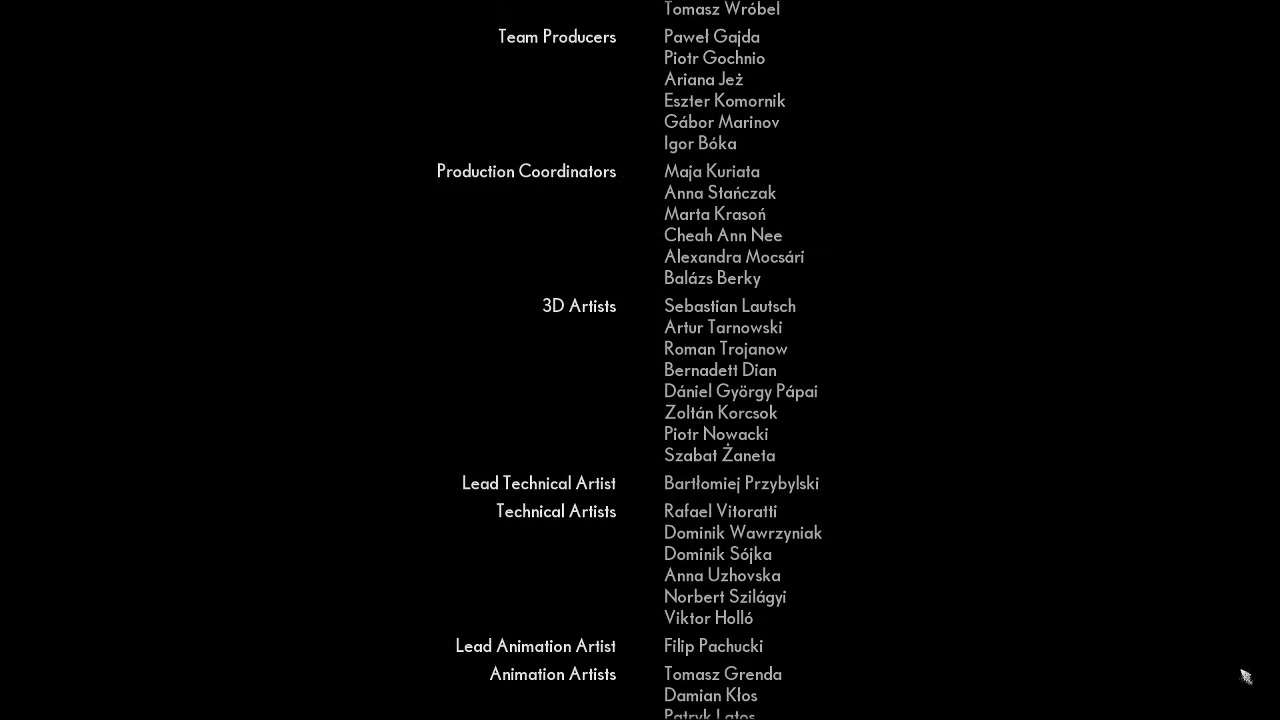 Tomasz Wróbel
Team Producers Paweł Gajda
Piotr Gochnio
Ariana Jeż
Eszter Komornik
Gábor Marinov
Igor Bóka
Production Coordinators Maja Kuriata
Anna Stańczak
Marta Krasoń
Cheah Ann Nee
Alexandra Mocsári
Balázs Berky
3D Artists Sebastian Lautsch
Artur Tarnowski
Roman Trojanow
Bernadett Dian
Dániel György Pápai
Zoltán Korcsok
Piotr Nowacki
Szabat Żaneta
Lead Technical Artist Bartłomiej Przybylski
Technical Artists Rafael Vitoratti
Dominik Wawrzyniak
Dominik Sójka
Anna Uzhovska
Norbert Szilágyi
Viktor Holló
Lead Animation Artist Filip Pachucki
Animation Artists Tomasz Grenda
Damian Kłos
Patryk Latos